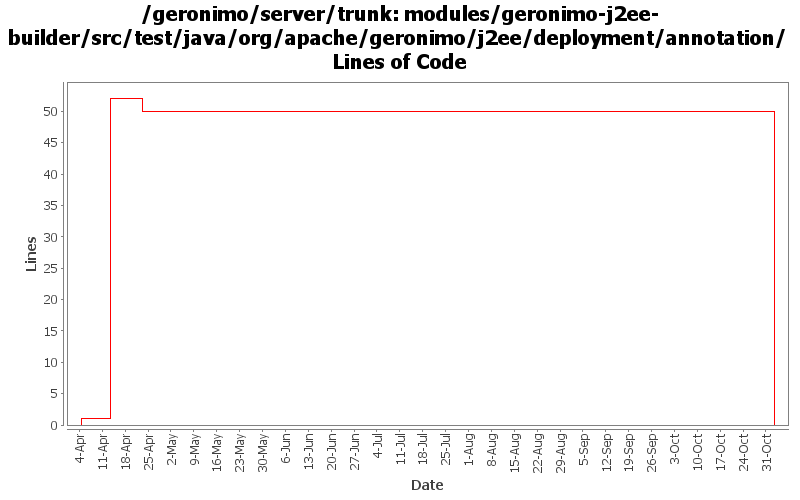 /geronimo/server/trunk: modules/geronimo-j2ee-
builder/src/test/java/org/apache/geronimo/j2ee/deployment/annotation/
Lines of Code
50
45
40
35
30
25
20
15
10
5
0
Lines
4-Apr
11-Apr
18-Apr
25-Apr
2-May
9-May
16-May
23-May
30-May
6-Jun
13-Jun
20-Jun
27-Jun
4-Jul
11-Jul
18-Jul
25-Jul
1-Aug
8-Aug
15-Aug
22-Aug
29-Aug
5-Sep
12-Sep
19-Sep
26-Sep
3-Oct
10-Oct
17-Oct
24-Oct
31-Oct
Date